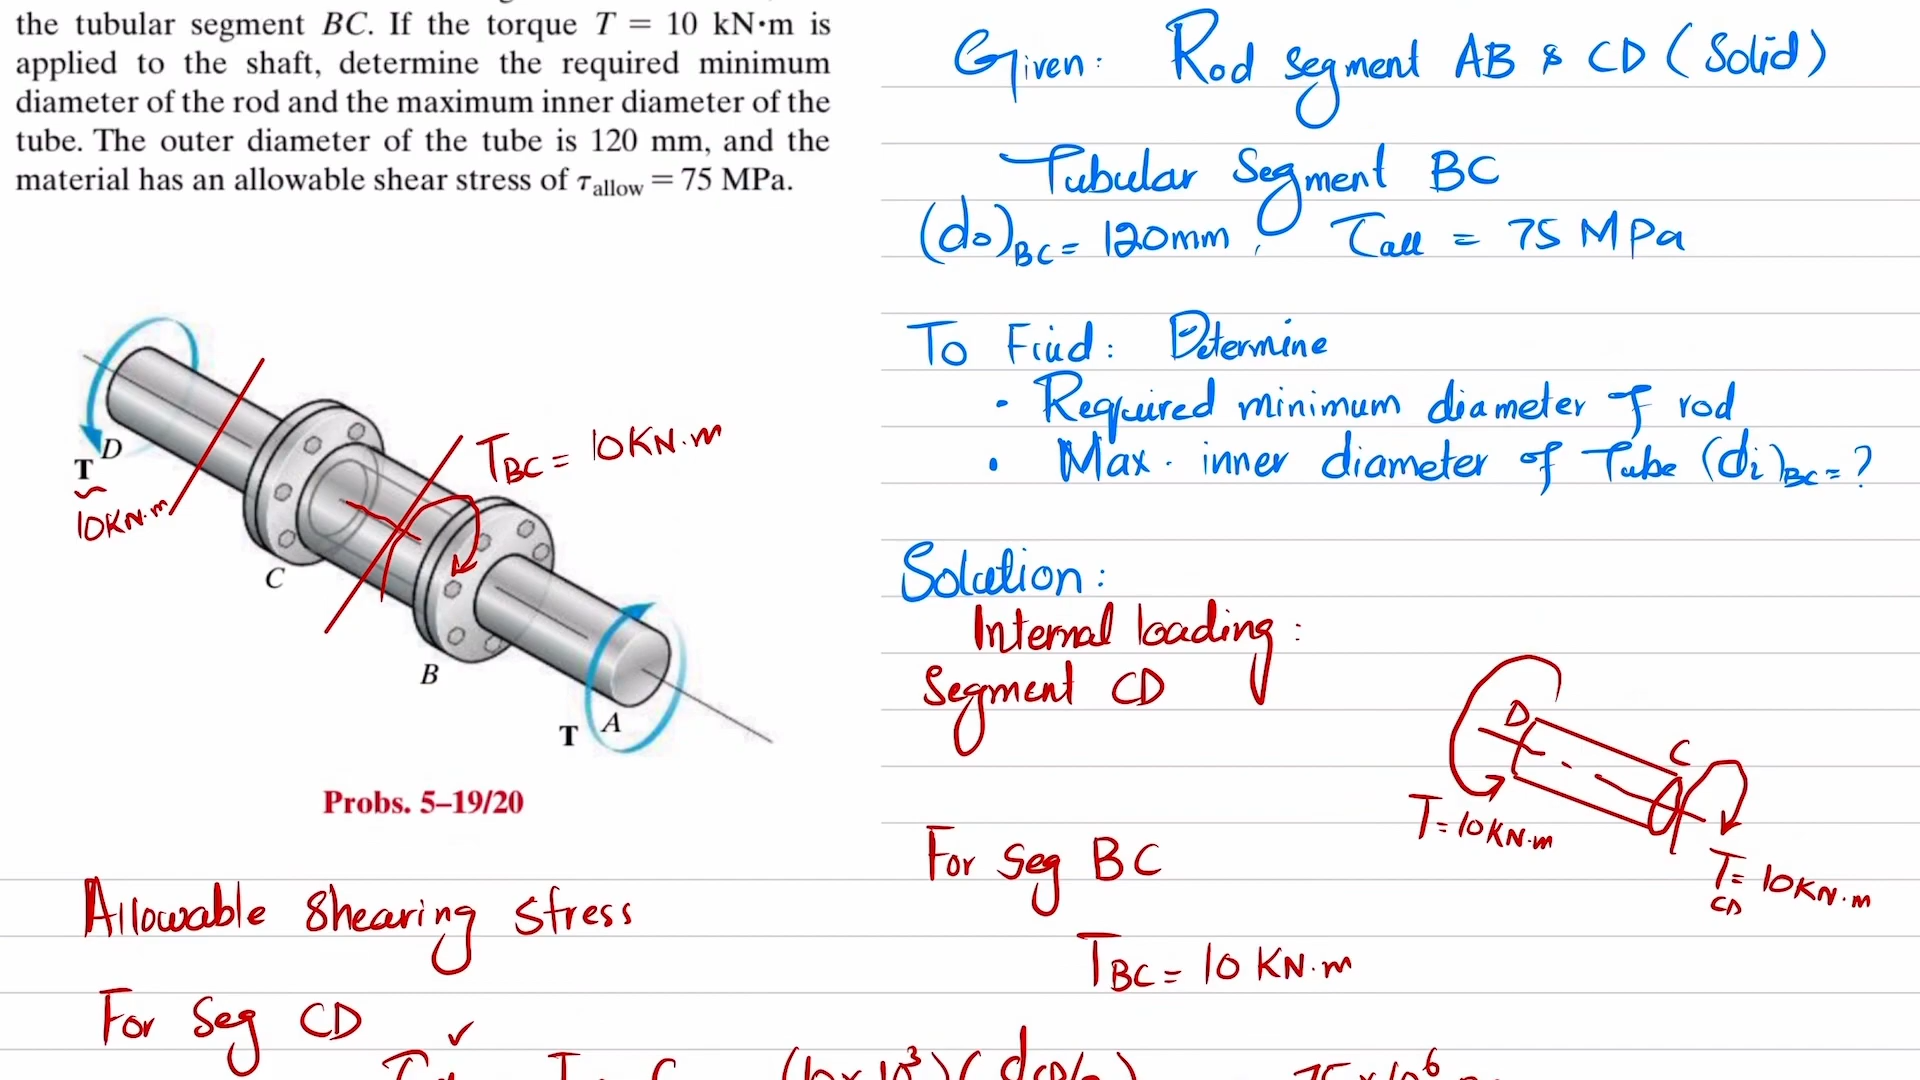 the tubular segment BC. If the torque T = 10 kN·m is
applied to the shaft, determine the required minimum
diameter of the rod and the maximum inner diameter of the
tube. The outer diameter of the tube is 120 mm, and the
material has an allowable shear stress of τallow = 75 MPa.
D
T
10KN.m
C
TBC = 10KN.m
B
T
A
Probs. 5–19/20
Allowable Shearing Stress
For Seg CD
Given: Rod segment AB & CD (Solid)
Tubular Segment BC
(do)BC = 120mm, τall = 75 MPa
To Find: Determine
• Required minimum diameter of rod
• Max. inner diameter of Tube (di)BC = ?
Solution:
Internal loading:
Segment CD
D
C
T=10KN.m
TCD = 10KN.m
For Seg BC
TBC = 10 KN.m